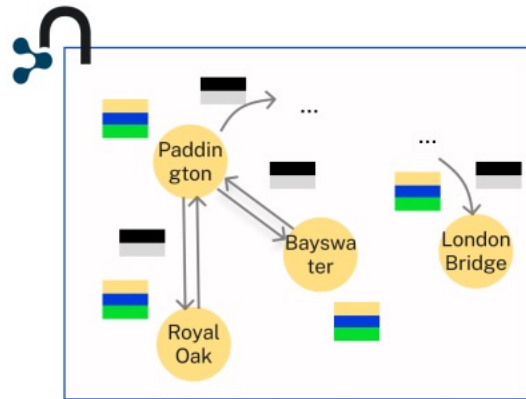 ...
...
Paddin
gton
Bayswa
ter
London
Bridge
Royal
Oak